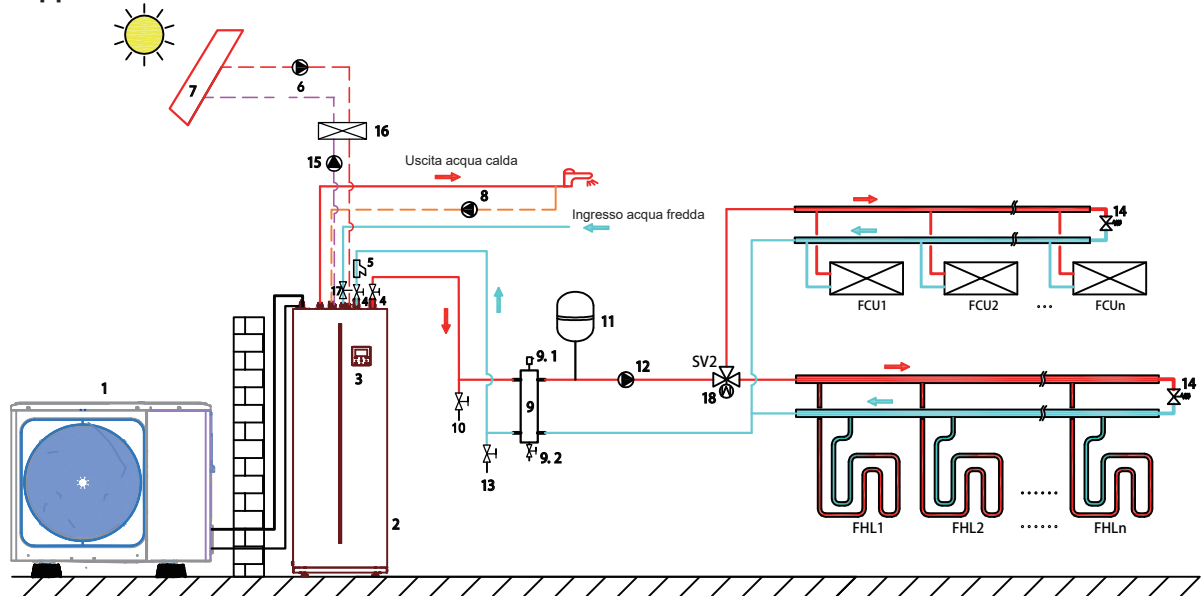 7
6
16
15
Uscita acqua calda
8
Ingresso acqua fredda
14
5
17
4
4
FCU1
FCU2
...
FCUn
11
9. 1
12
SV2
3
18
14
1
9
10
9. 2
13
2
FHL1
FHL2
......
......
FHLn